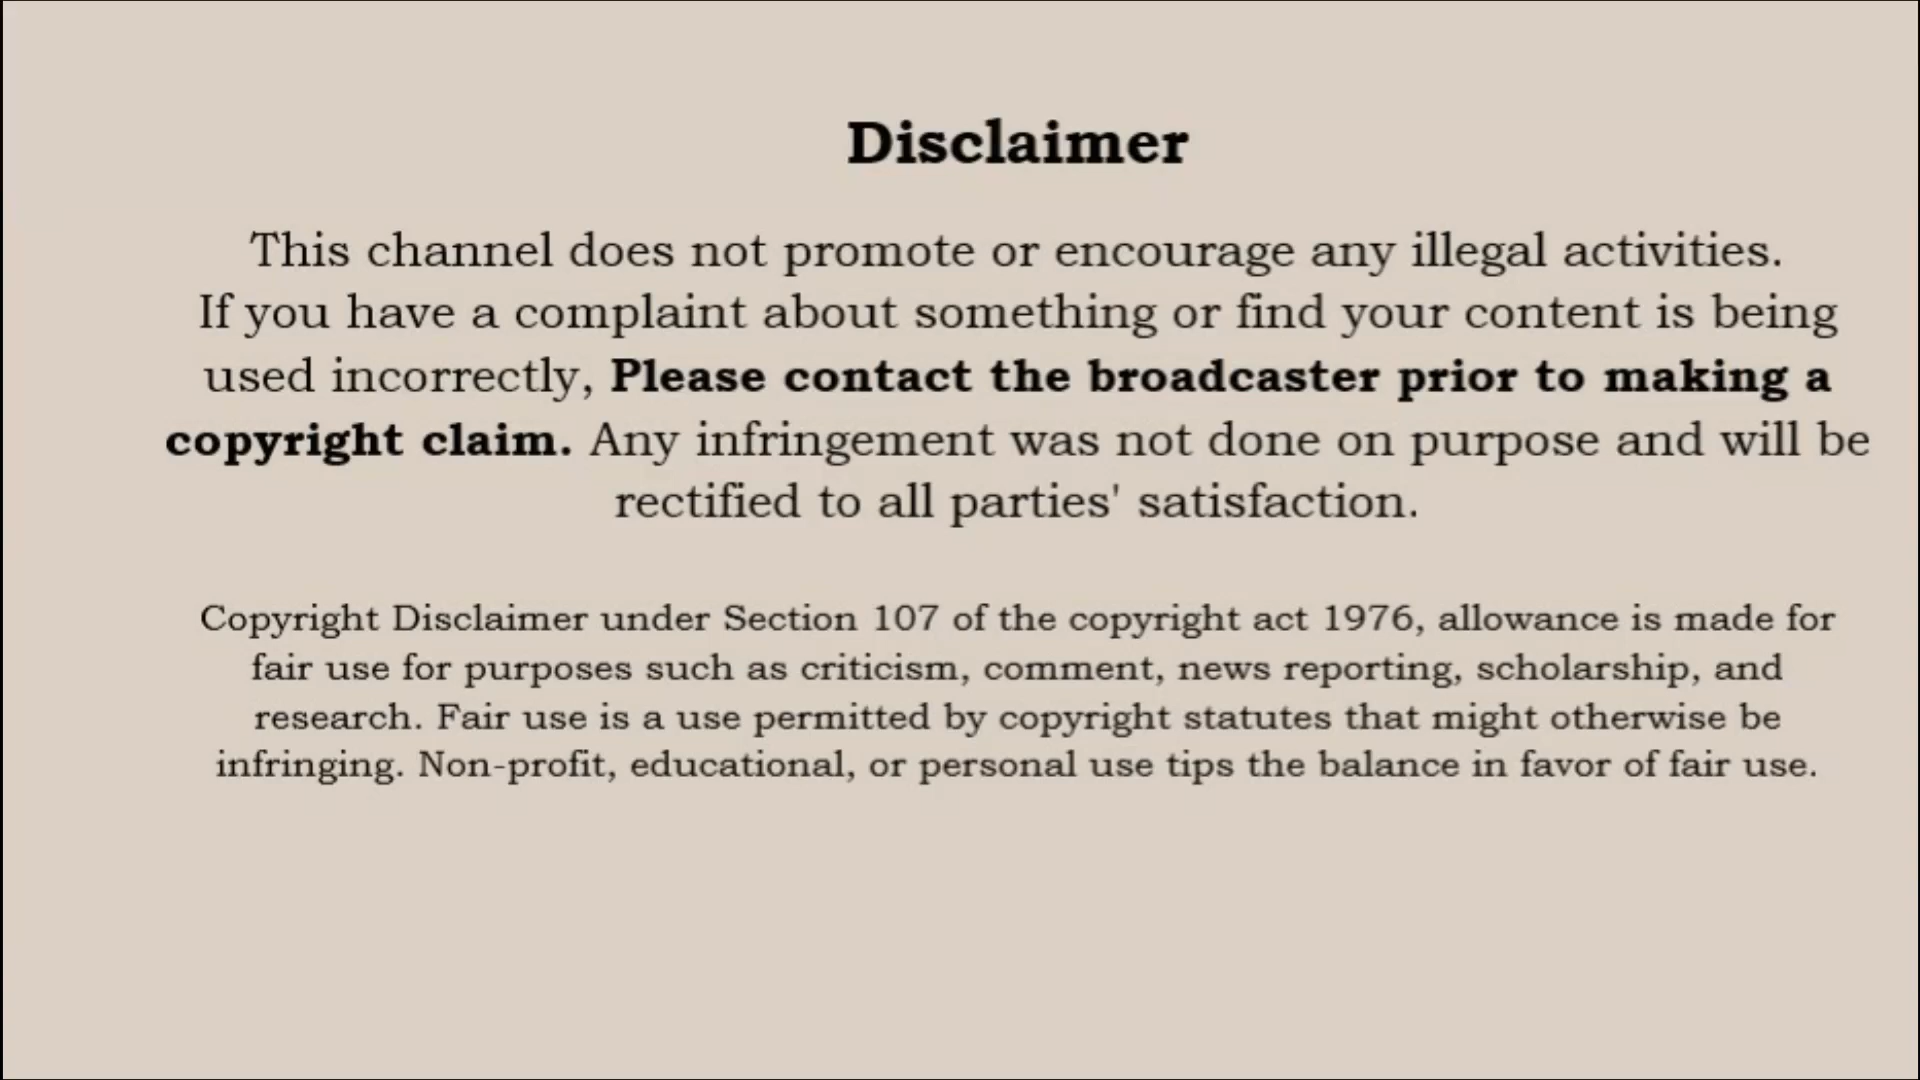 Disclaimer
This channel does not promote or encourage any illegal activities.
If you have a complaint about something or find your content is being
used incorrectly, Please contact the broadcaster prior to making a
copyright claim. Any infringement was not done on purpose and will be
rectified to all parties' satisfaction.
Copyright Disclaimer under Section 107 of the copyright act 1976, allowance is made for
fair use for purposes such as criticism, comment, news reporting, scholarship, and
research. Fair use is a use permitted by copyright statutes that might otherwise be
infringing. Non-profit, educational, or personal use tips the balance in favor of fair use.